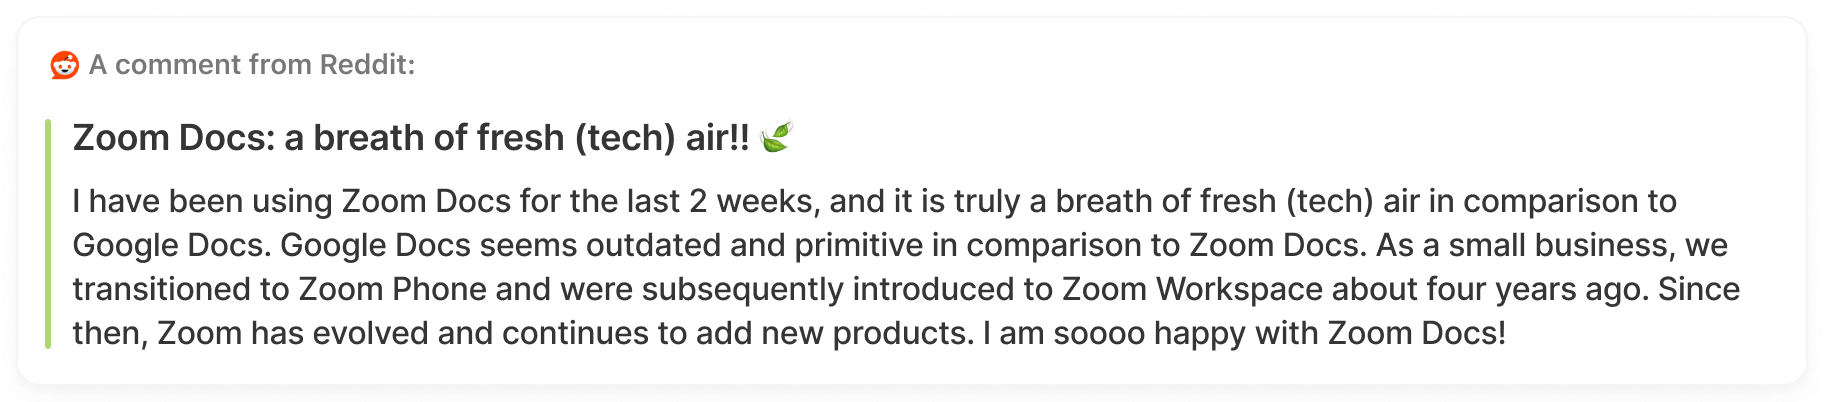 A comment from Reddit:
Zoom Docs: a breath of fresh (tech) air!! 🍃
I have been using Zoom Docs for the last 2 weeks, and it is truly a breath of fresh (tech) air in comparison to
Google Docs. Google Docs seems outdated and primitive in comparison to Zoom Docs. As a small business, we
transitioned to Zoom Phone and were subsequently introduced to Zoom Workspace about four years ago. Since
then, Zoom has evolved and continues to add new products. I am soooo happy with Zoom Docs!